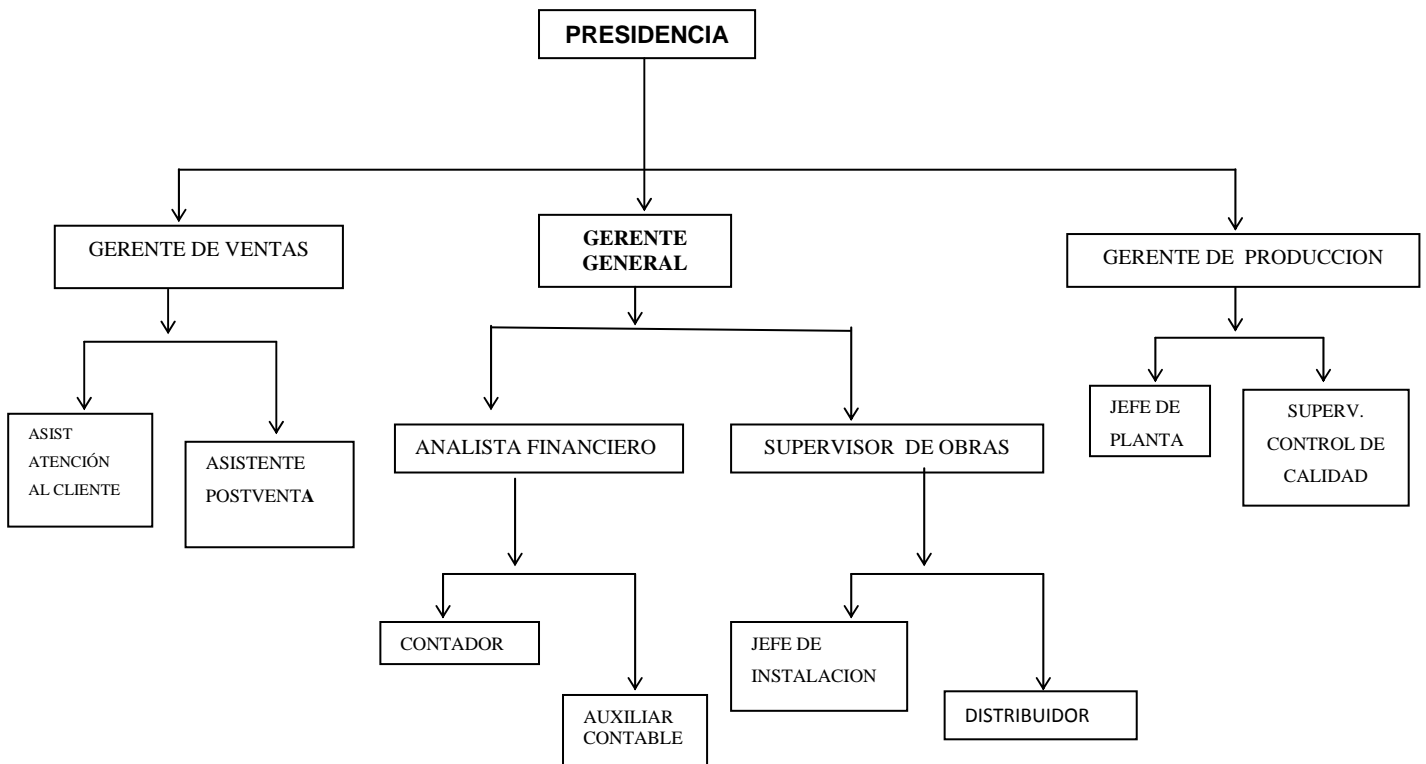 PRESIDENCIA
GERENTE DE VENTAS
GERENTE
GENERAL
GERENTE DE PRODUCCION
ASIST
ATENCIÓN
AL CLIENTE
ASISTENTE
POSTVENTA
ANALISTA FINANCIERO
SUPERVISOR DE OBRAS
JEFE DE
PLANTA
SUPERV.
CONTROL DE
CALIDAD
CONTADOR
AUXILIAR
CONTABLE
JEFE DE
INSTALACION
DISTRIBUIDOR